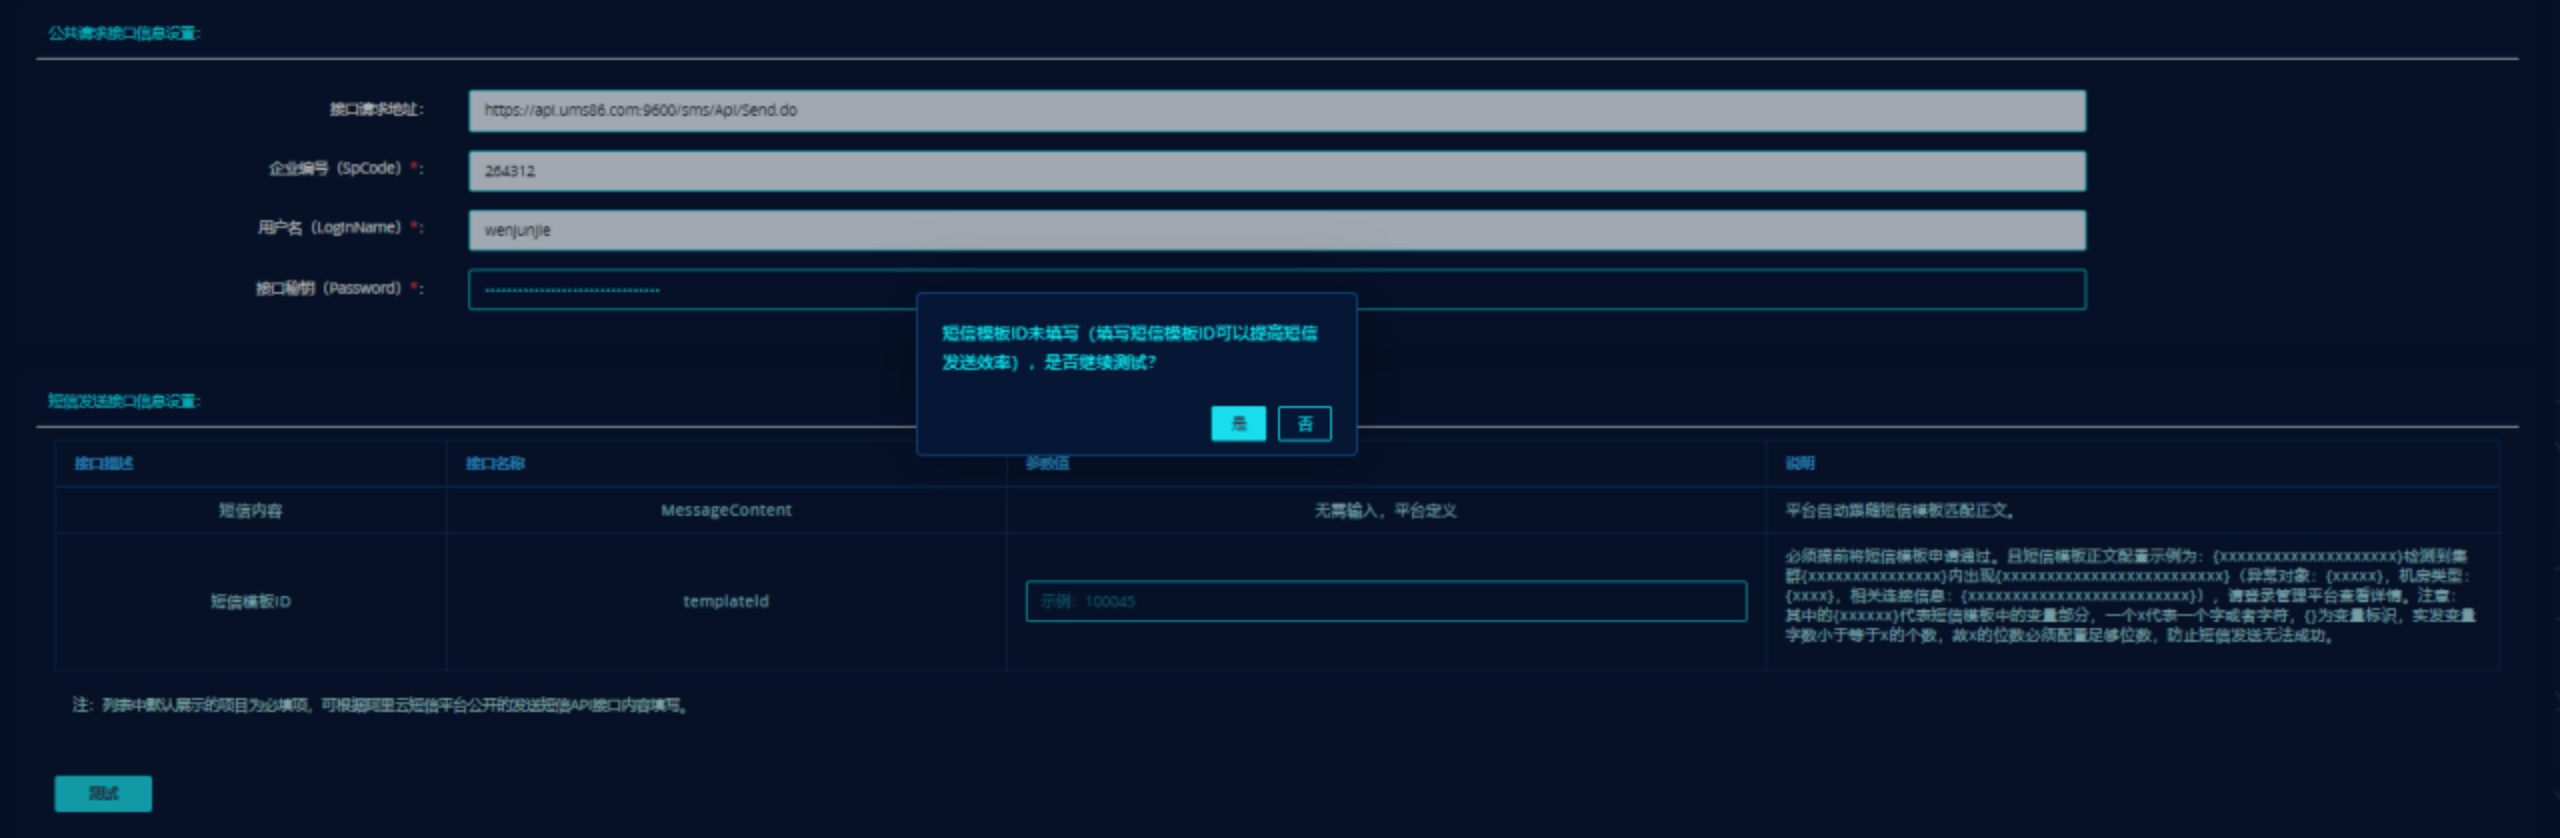 公共请求接口信息设置:
接口请求地址: https://api.ums86.com:9600/sms/Api/Send.do
企业编号（SpCode）*: 264312
用户名（LoginName）*: wenjunjie
接口秘钥（Password）*:
短信模板ID未填写（填写短信模板ID可以提高短信
发送效率），是否继续测试？
是 否
短信发送接口信息设置:
接口描述 接口名称 参数值 说明
短信内容 MessageContent 无需输入，平台定义 平台自动跟随短信模板匹配正文。
短信模板ID templateId 示例: 100045
必须提前将短信模板申请通过。且短信模板正文配置示例为：{xxxxxxxxxxxxxxxxxxxx}检测到集
群{xxxxxxxxxxxxxxx}内出现{xxxxxxxxxxxxxxxxxxxxxxxxx}（异常对象：{xxxxx}，机房类型：
{xxxx}，相关连接信息：{xxxxxxxxxxxxxxxxxxxxxxxxx}），请登录管理平台查看详情。注意：
其中的{xxxxxx}代表短信模板中的变量部分，一个x代表一个字或者字符，{}为变量标识，实发变量
字数小于等于x的个数，故x的位数必须配置足够位数，防止短信发送无法成功。
注：列表中默认展示的项目为必填项，可根据阿里云短信平台公开的发送短信API接口内容填写。
测试